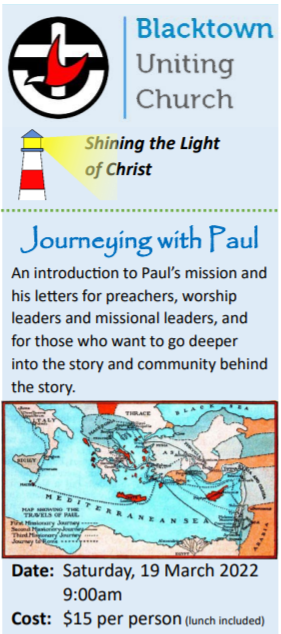 Blacktown
Uniting
Church
Shining the Light
of Christ
Journeying with Paul
An introduction to Paul's mission and
his letters for preachers, worship
leaders and missional leaders, and
for those who want to go deeper
into the story and community behind
the story.
ITALY
THRACE
BLACK SEA
SICILY
MEDITERRANEAN SEA
MAP SHOWING THE
TRAVELS OF PAUL
First Missionary Journey
Second Missionary Journey
Third Missionary Journey
Journey to Rome
EGYPT
ARABIA
Date: Saturday, 19 March 2022
9:00am
Cost: $15 per person (lunch included)